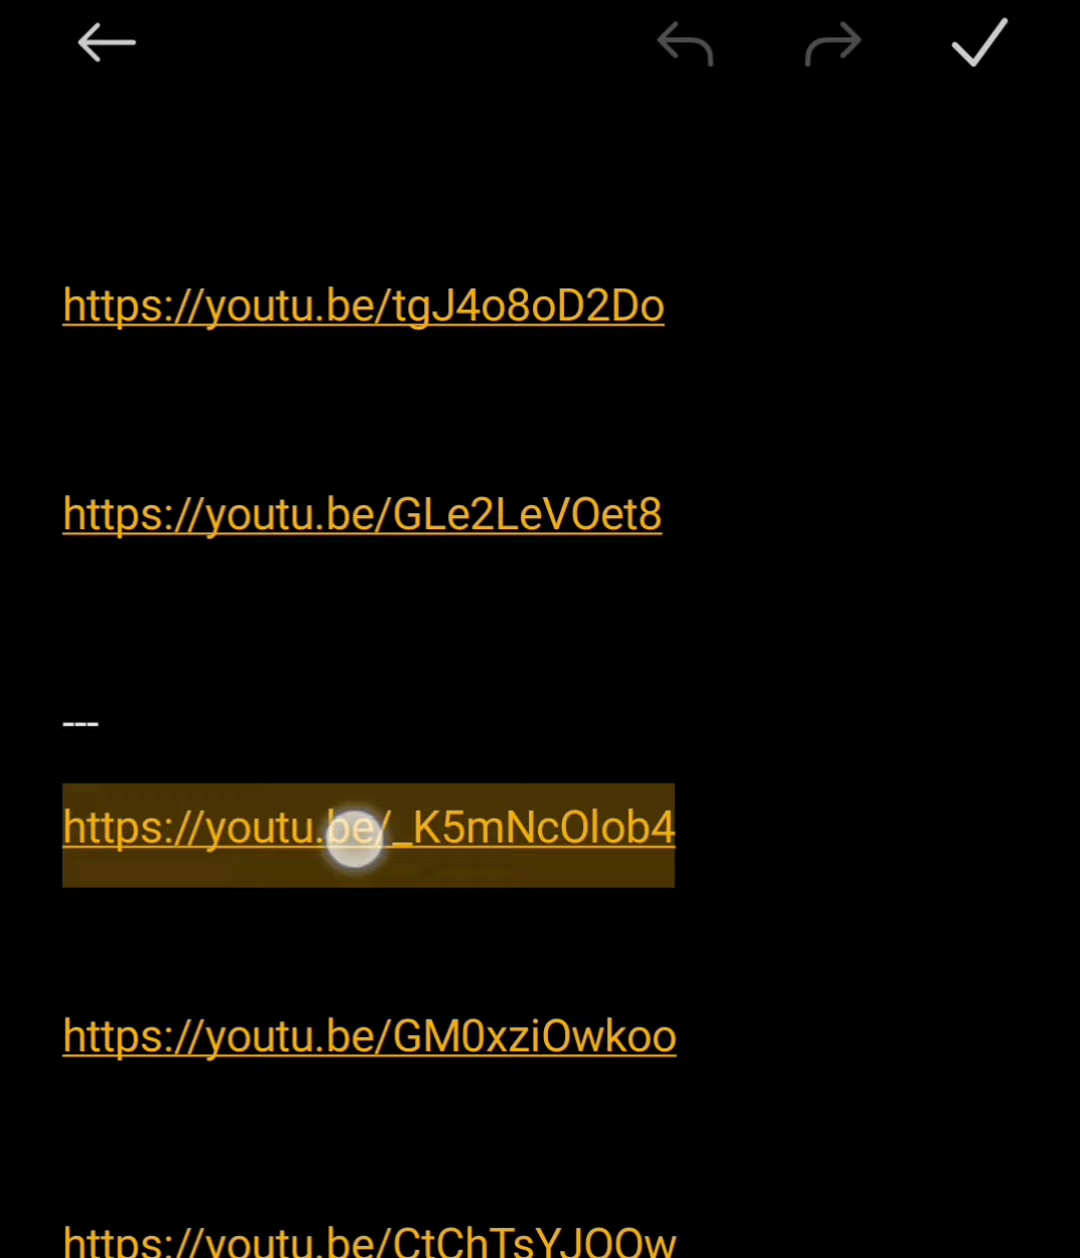 https://youtu.be/tgJ4o8oD2Do
https://youtu.be/GLe2LeVOet8
---
https://youtu.be/_K5mNcOlob4
https://youtu.be/GM0xziOwkoo
https://youtu.be/CtChTsYJOOw